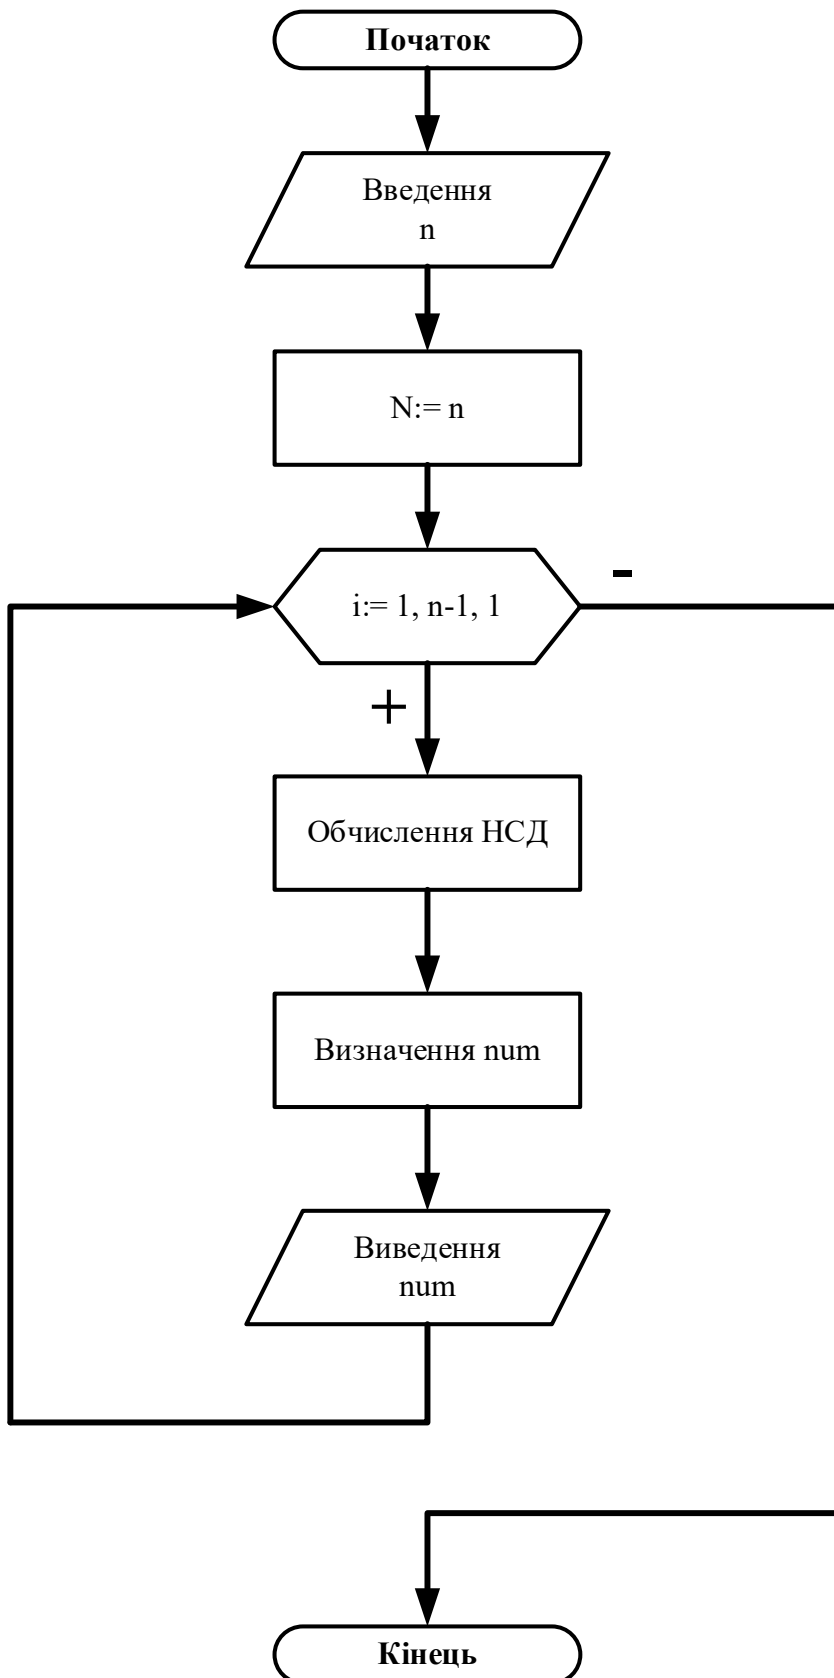 Початок
Введення
n
N:= n
i:= 1, n-1, 1
-
+
Обчислення НСД
Визначення num
Виведення
num
Кінець